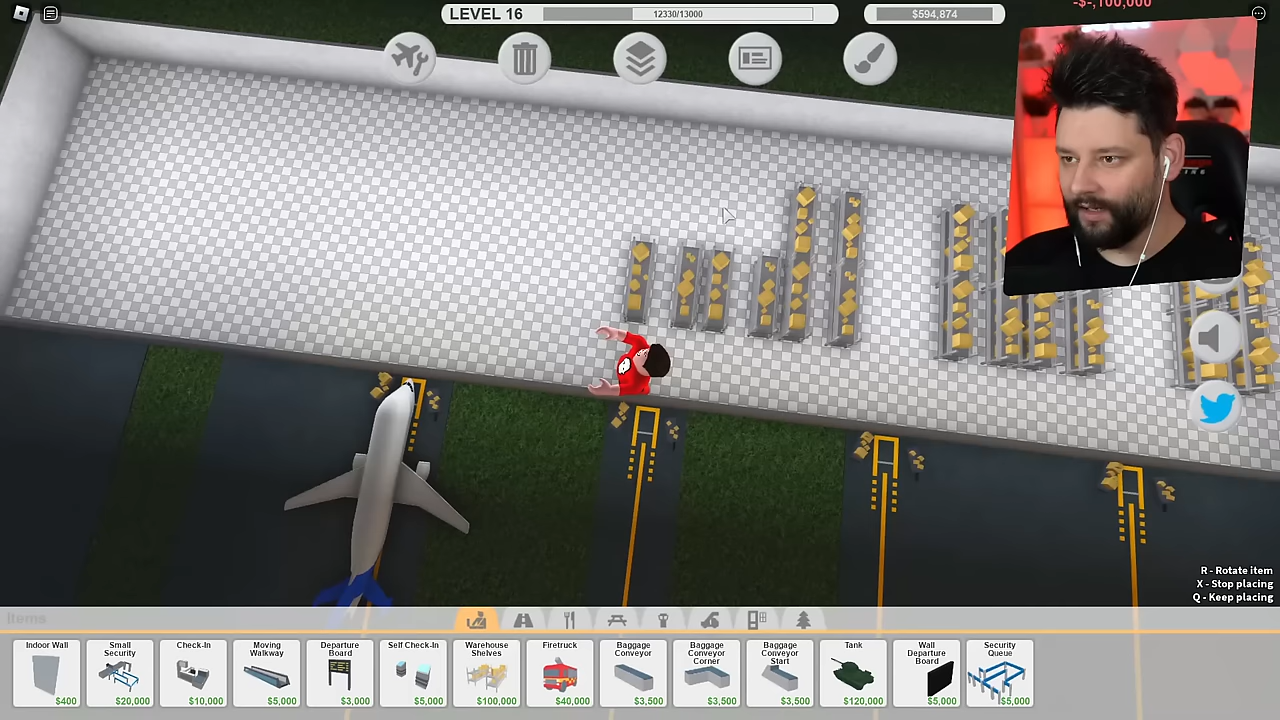 -$-,100,000
LEVEL 16
12330/13000
$594,874
R - Rotate item
X - Stop placing
Q - Keep placing
Items
Indoor Wall
$400
Small
Security
$20,000
Check-In
$10,000
Moving
Walkway
$5,000
Departure
Board
$3,000
Self Check-In
$5,000
Warehouse
Shelves
$100,000
Firetruck
$40,000
Baggage
Conveyor
$3,500
Baggage
Conveyor
Corner
$3,500
Baggage
Conveyor
Start
$3,500
Tank
$120,000
Wall
Departure
Board
$5,000
Security
Queue
$5,000